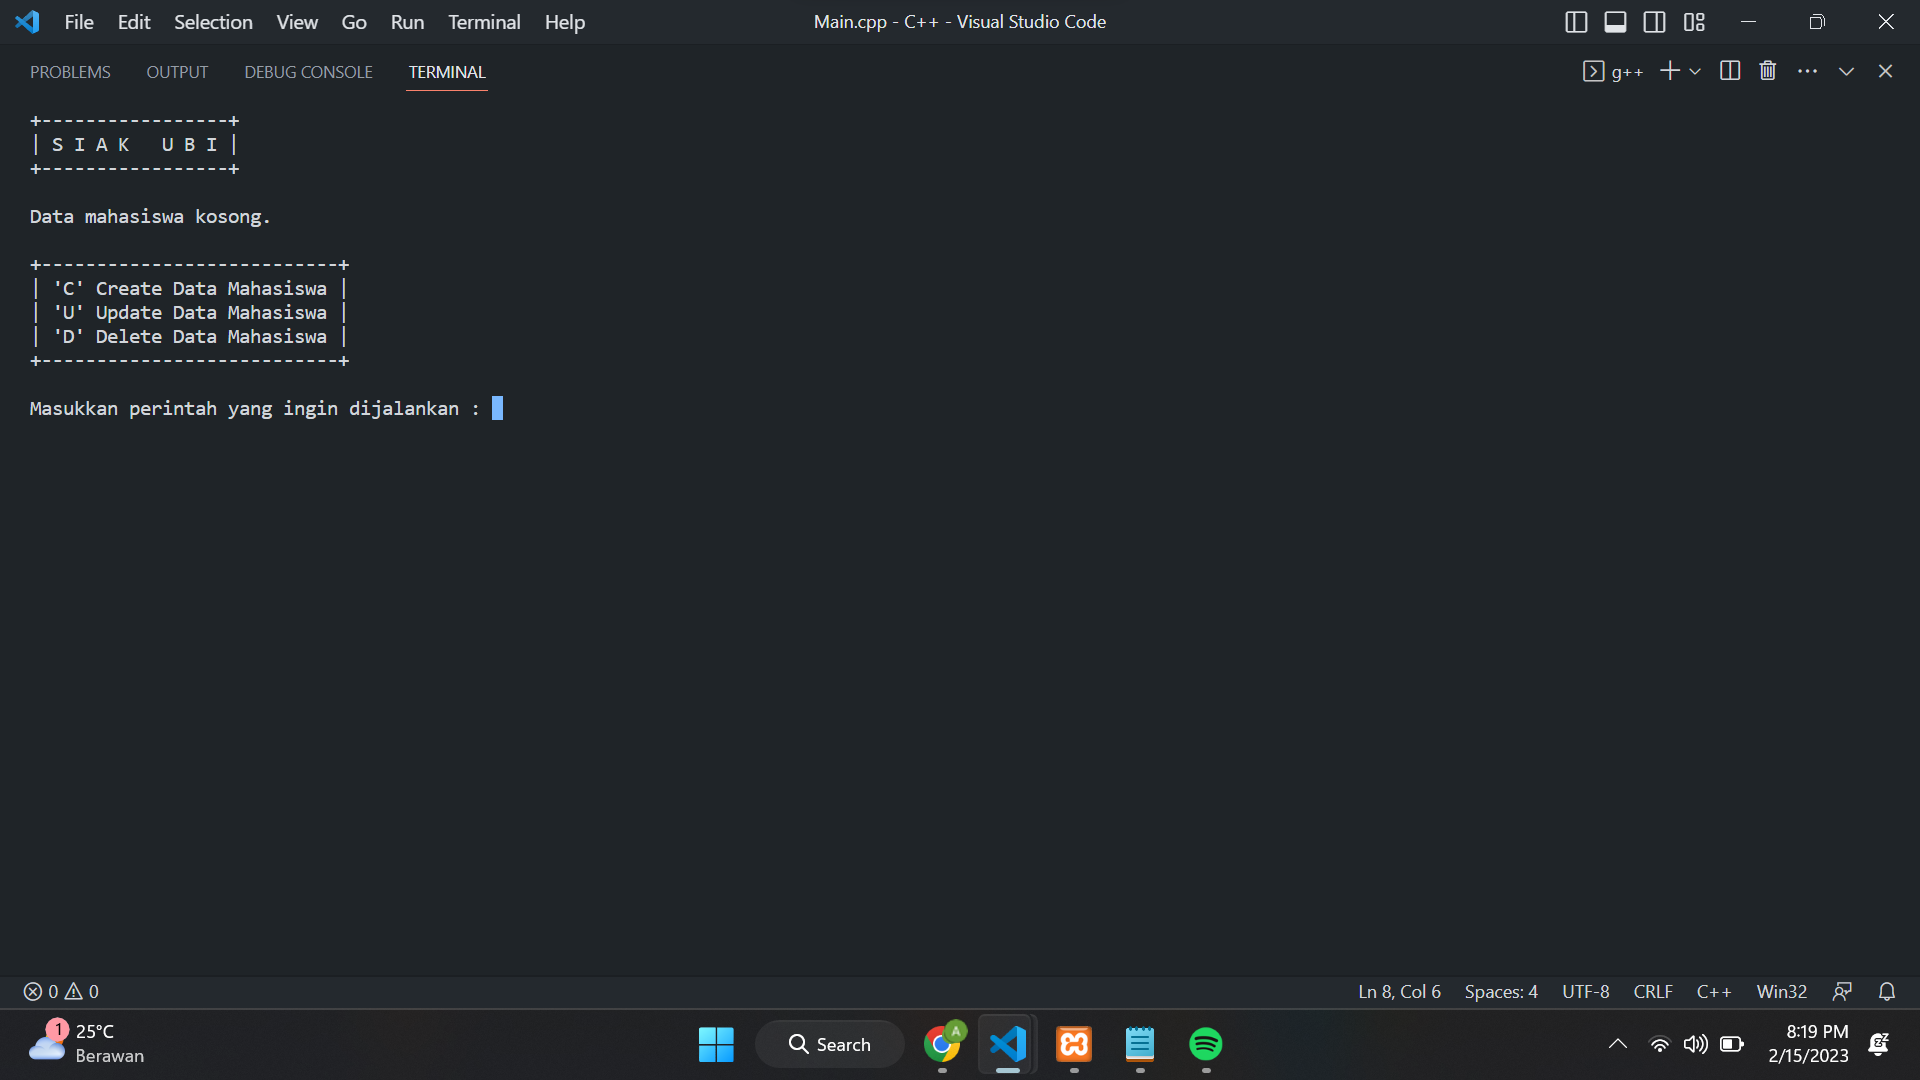 File Edit Selection View Go Run Terminal Help
Main.cpp - C++ - Visual Studio Code
PROBLEMS OUTPUT DEBUG CONSOLE TERMINAL
g++
+-----------------+
| S I A K   U B I |
+-----------------+
Data mahasiswa kosong.
+---------------------------+
| 'C' Create Data Mahasiswa |
| 'U' Update Data Mahasiswa |
| 'D' Delete Data Mahasiswa |
+---------------------------+
Masukkan perintah yang ingin dijalankan :
0 0
Ln 8, Col 6 Spaces: 4 UTF-8 CRLF C++ Win32
1
25°C
Berawan
Search
A
8:19 PM
2/15/2023